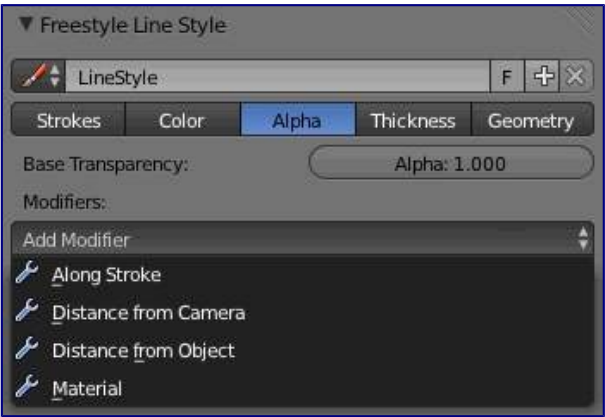 Freestyle Line Style
LineStyle F
Strokes Color Alpha Thickness Geometry
Base Transparency: Alpha: 1.000
Modifiers:
Add Modifier
Along Stroke
Distance from Camera
Distance from Object
Material